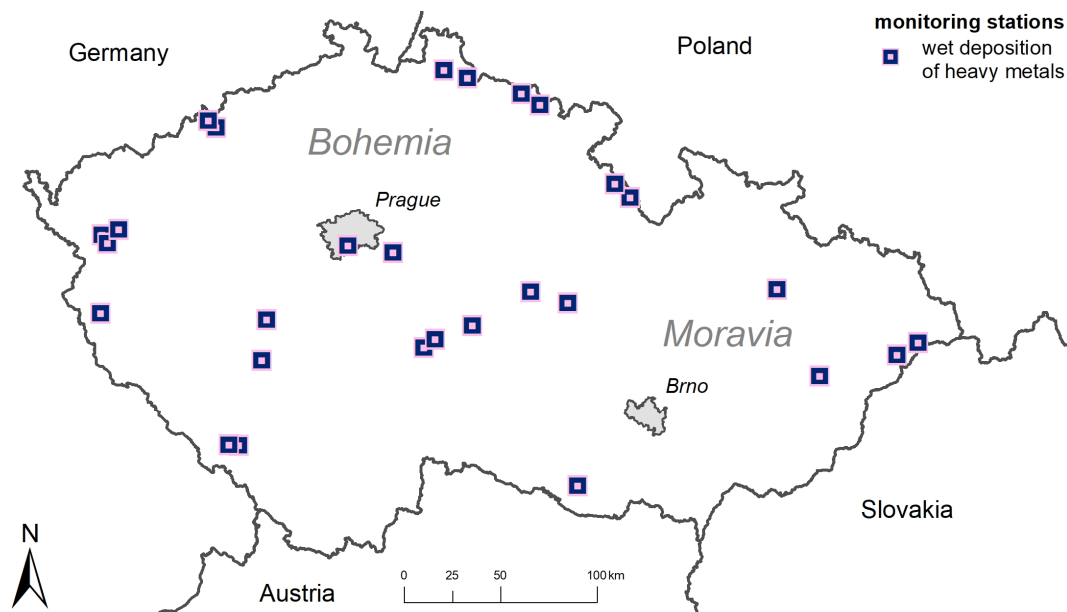 monitoring stations
wet deposition
of heavy metals
Germany
Poland
Bohemia
Prague
Moravia
Brno
Slovakia
N
Austria
0 25 50 100 km